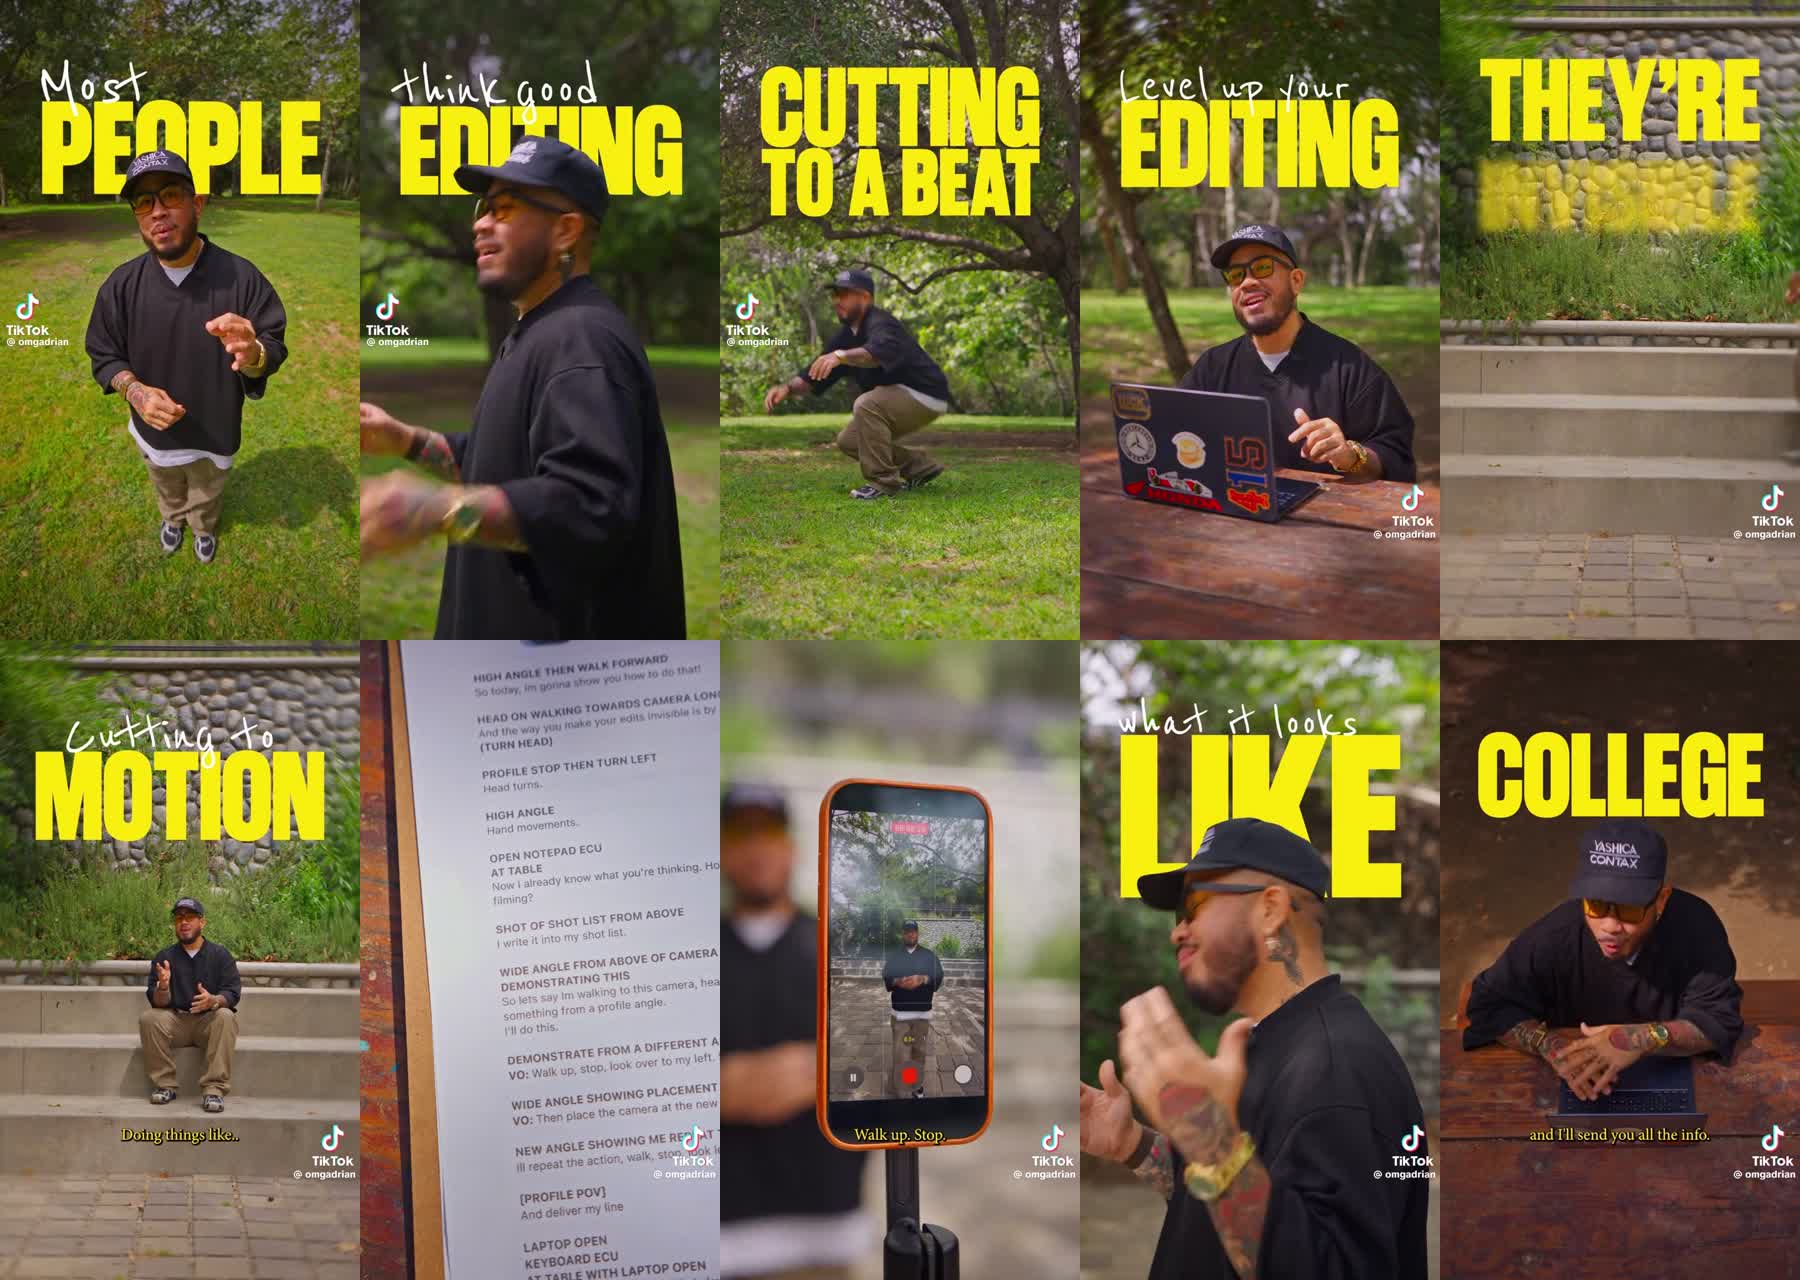 Most
PEOPLE
YASHICA
CONTAX
TikTok
@ omgadrian
think good
EDITING
TikTok
@ omgadrian
CUTTING
TO A BEAT
TikTok
@ omgadrian
Level up your
EDITING
YASHICA
415
HONDA
TikTok
@ omgadrian
THEY'RE
TikTok
@ omgadrian
Cutting to
MOTION
Doing things like..
TikTok
@ omgadrian
HIGH ANGLE THEN WALK FORWARD
So today, im gonna show you how to do that!
HEAD ON WALKING TOWARDS CAMERA
And the way you make your edits invisible is by
(TURN HEAD)
PROFILE STOP THEN TURN LEFT
Head turns.
HIGH ANGLE
Hand movements.
OPEN NOTEPAD ECU
AT TABLE
Now I already know what you're thinking.
filming?
SHOT OF SHOT LIST FROM ABOVE
I write it into my shot list.
WIDE ANGLE FROM ABOVE OF CAMERA
DEMONSTRATING THIS
So lets say Im walking to this camera,
something from a profile angle.
I'll do this.
DEMONSTRATE FROM A DIFFERENT
VO: Walk up, stop, look over to my left.
WIDE ANGLE SHOWING PLACEMENT
VO: Then place the camera at the new
NEW ANGLE SHOWING ME REPEAT
Ill repeat the action, walk, stop, look
[PROFILE POV]
And deliver my line
LAPTOP OPEN
KEYBOARD ECU
AT TABLE WITH LAPTOP OPEN
TikTok
@ omgadrian
Walk up. Stop.
TikTok
@ omgadrian
what it looks
LIKE
TikTok
@ omgadrian
COLLEGE
YASHICA
CONTAX
and I'll send you all the info.
TikTok
@ omgadrian